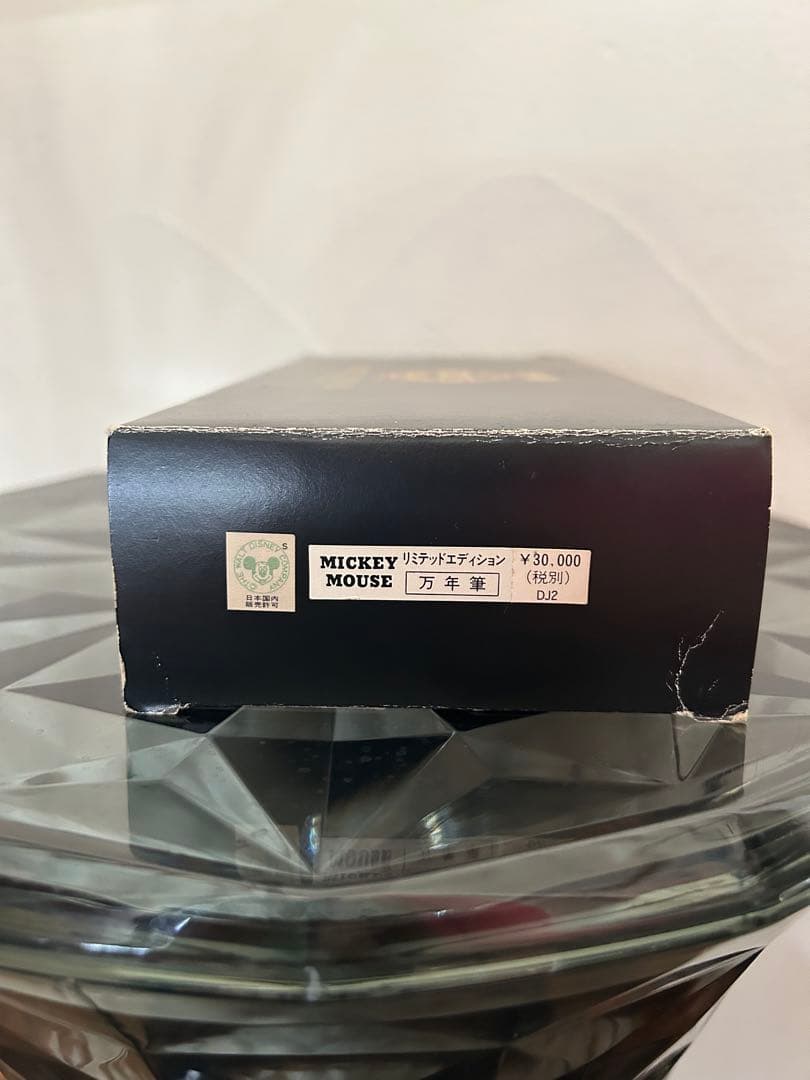 S
©THE WALT DISNEY COMPANY
日本国内
販売許可
MICKEY
MOUSE
リミテッドエディション
万年筆
¥30,000
(税別)
DJ2